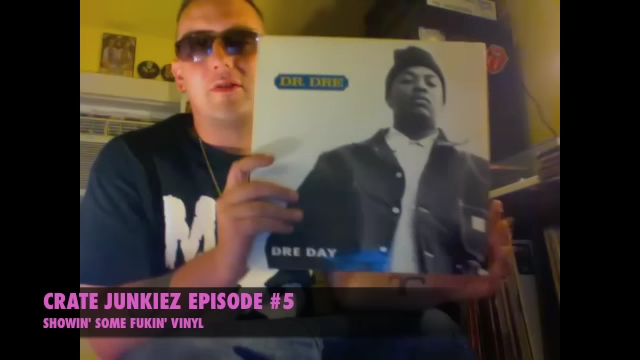 DR. DRE
DRE DAY
M
CRATE JUNKIEZ EPISODE #5
SHOWIN' SOME FUKIN' VINYL